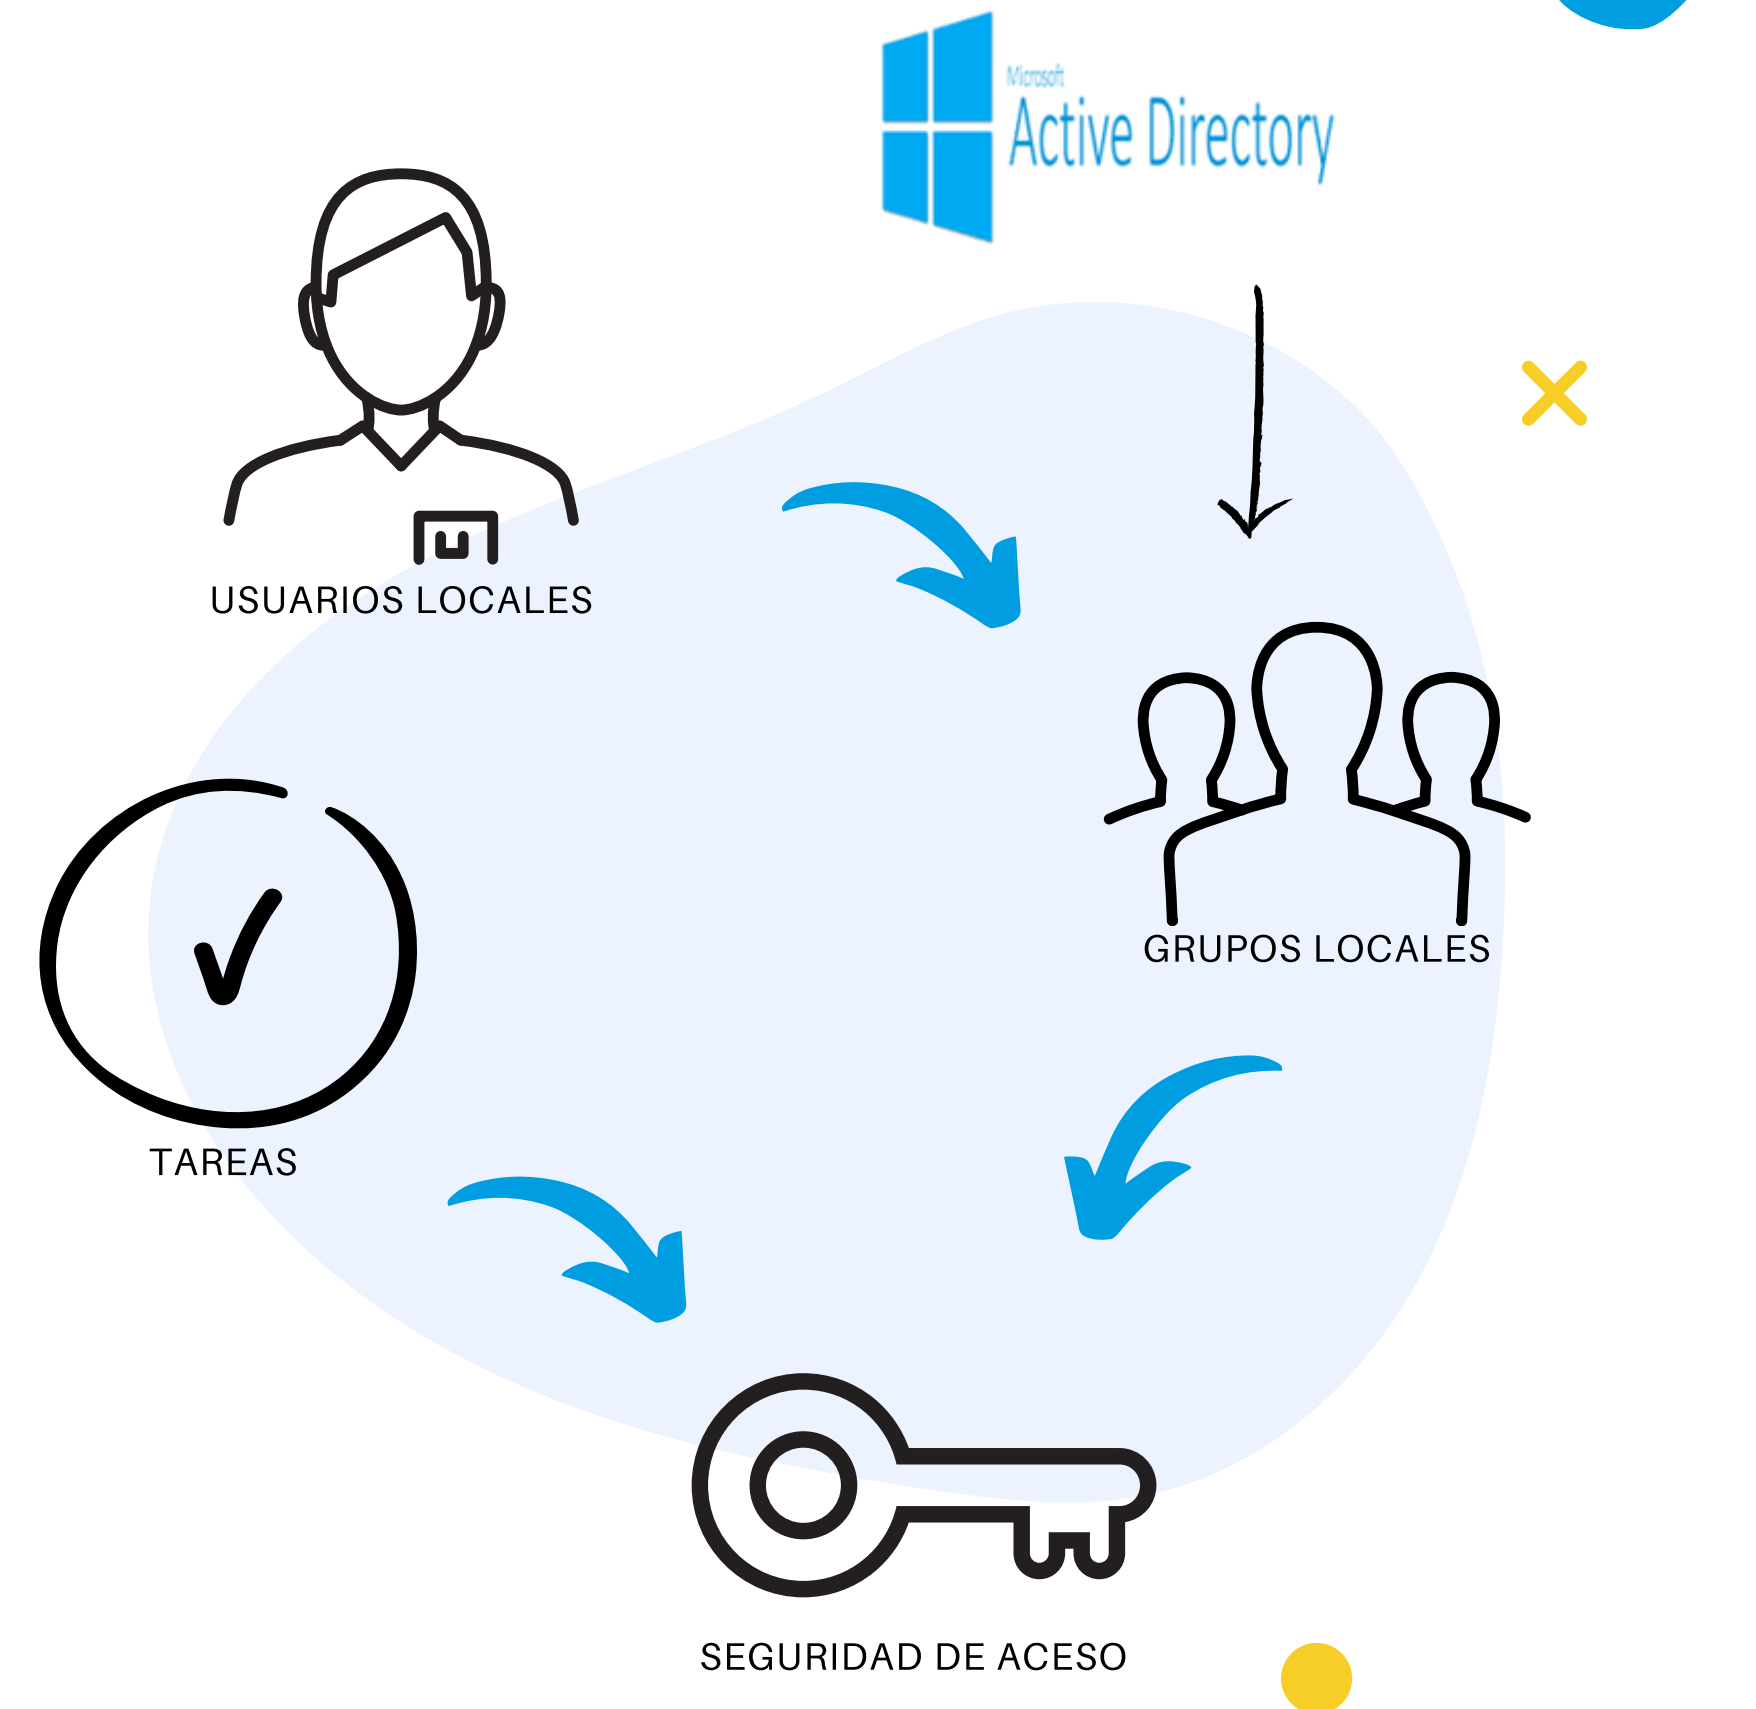 Microsoft
Active Directory
USUARIOS LOCALES
GRUPOS LOCALES
TAREAS
SEGURIDAD DE ACESO